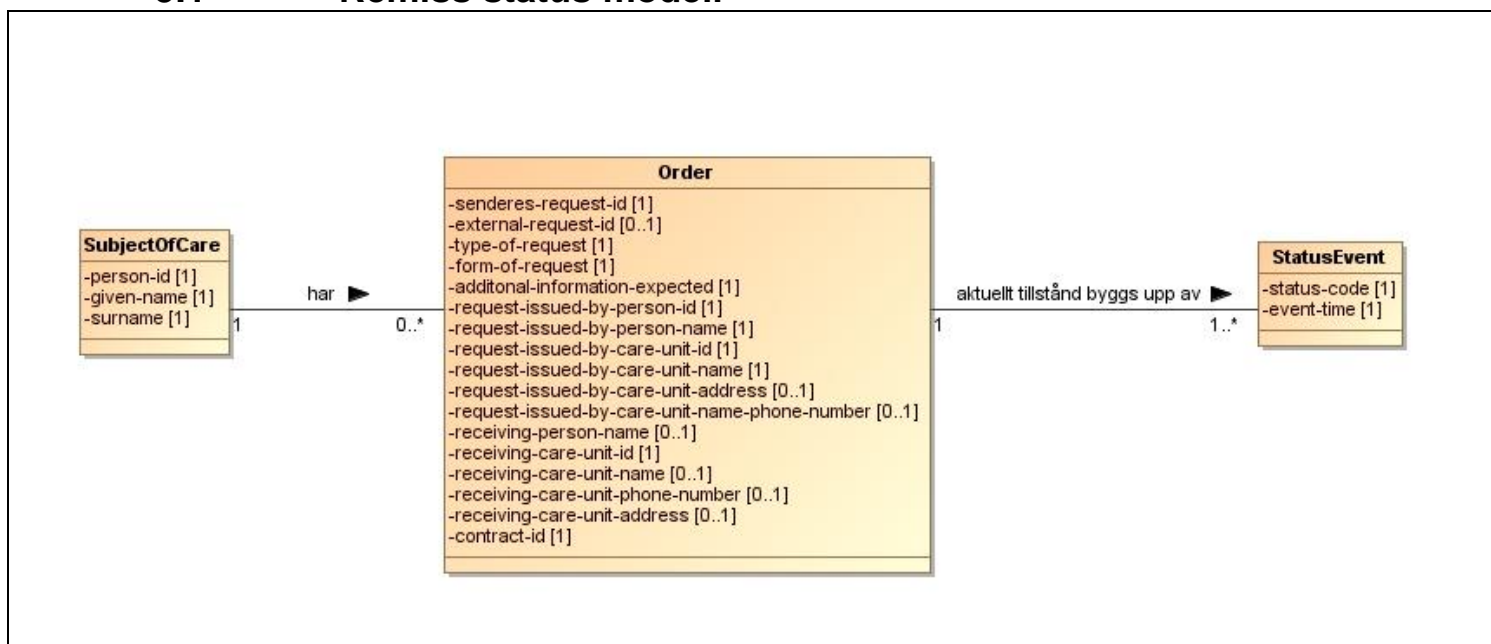 Remiss status modell
SubjectOfCare
-person-id [1]
-given-name [1]
-surname [1]
har
1
0..*
Order
-senderes-request-id [1]
-external-request-id [0..1]
-type-of-request [1]
-form-of-request [1]
-additonal-information-expected [1]
-request-issued-by-person-id [1]
-request-issued-by-person-name [1]
-request-issued-by-care-unit-id [1]
-request-issued-by-care-unit-name [1]
-request-issued-by-care-unit-address [0..1]
-request-issued-by-care-unit-name-phone-number [0..1]
-receiving-person-name [0..1]
-receiving-care-unit-id [1]
-receiving-care-unit-name [0..1]
-receiving-care-unit-phone-number [0..1]
-receiving-care-unit-address [0..1]
-contract-id [1]
aktuellt tillstånd byggs upp av
1
1..*
StatusEvent
-status-code [1]
-event-time [1]